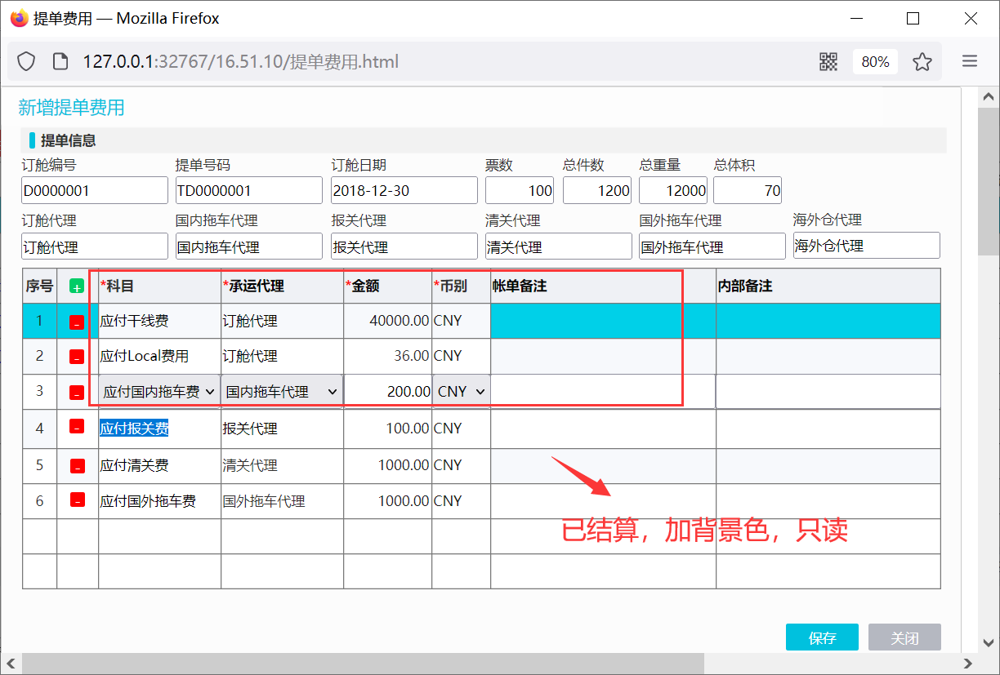 提单费用 — Mozilla Firefox
127.0.0.1:32767/16.51.10/提单费用.html 80%
新增提单费用
提单信息
订舱编号 提单号码 订舱日期 票数 总件数 总重量 总体积
D0000001 TD0000001 2018-12-30 100 1200 12000 70
订舱代理 国内拖车代理 报关代理 清关代理 国外拖车代理 海外仓代理
订舱代理 国内拖车代理 报关代理 清关代理 国外拖车代理 海外仓代理
序号 + *科目 *承运代理 *金额 *币别 帐单备注 内部备注
1 - 应付干线费 订舱代理 40000.00 CNY
2 - 应付Local费用 订舱代理 36.00 CNY
3 - 应付国内拖车费 国内拖车代理 200.00 CNY
4 - 应付报关费 报关代理 100.00 CNY
5 - 应付清关费 清关代理 1000.00 CNY
6 - 应付国外拖车费 国外拖车代理 1000.00 CNY
已结算，加背景色，只读
保存 关闭